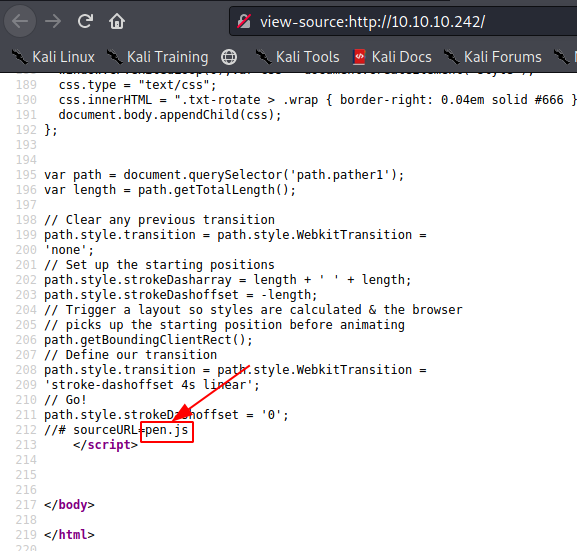 view-source:http://10.10.10.242/
Kali Linux Kali Training Kali Tools Kali Docs Kali Forums
189 css.type = "text/css";
190 css.innerHTML = ".txt-rotate > .wrap { border-right: 0.04em solid #666 }
191 document.body.appendChild(css);
192 };
193
194
195 var path = document.querySelector('path.pather1');
196 var length = path.getTotalLength();
197
198 // Clear any previous transition
199 path.style.transition = path.style.WebkitTransition =
200 'none';
201 // Set up the starting positions
202 path.style.strokeDasharray = length + ' ' + length;
203 path.style.strokeDashoffset = -length;
204 // Trigger a layout so styles are calculated & the browser
205 // picks up the starting position before animating
206 path.getBoundingClientRect();
207 // Define our transition
208 path.style.transition = path.style.WebkitTransition =
209 'stroke-dashoffset 4s linear';
210 // Go!
211 path.style.strokeDashoffset = '0';
212 //# sourceURL=pen.js
213 </script>
214
215
216
217 </body>
218
219 </html>
220